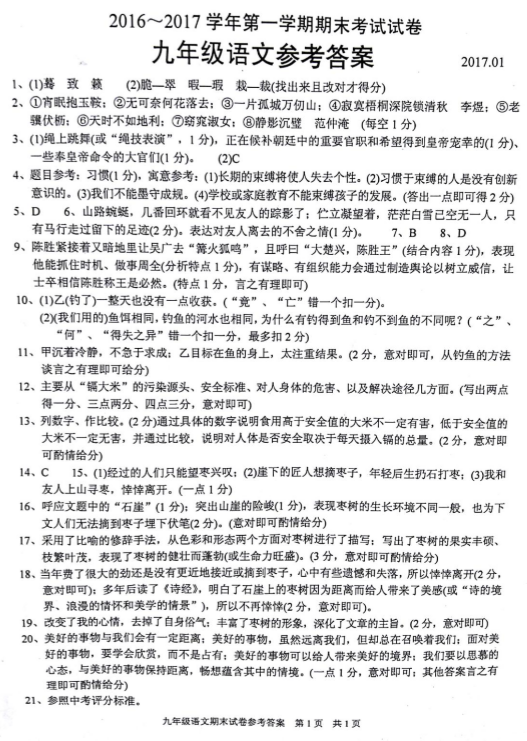 2016～2017 学年第一学期期末考试试卷
九年级语文参考答案
2017.01
1、(1)蓦 致 籁 (2)脆—翠 暇—瑕 栽—裁(找出来且改对才得分)
2、①宵眠抱玉鞍；②无可奈何花落去；③一片孤城万仞山；④寂寞梧桐深院锁清秋 李煜；⑤老
骥伏枥；⑥天时不如地利；⑦窈窕淑女；⑧静影沉璧 范仲淹 (每空 1 分)
3、(1)绳上跳舞(或“绳技表演”，1 分)，正在候补朝廷中的重要官职和希望得到皇帝宠幸的(1 分)、
一些奉皇帝命令的大官们(1 分)。 (2)C
4、题目参考：习惯(1 分)，寓意参考：(1)长期的束缚将使人失去个性。(2)习惯于束缚的人是没有创新
意识的。(3)我们不能墨守成规。(4)学校或家庭教育不能束缚孩子的发展。(答出一点即可得 2 分)
5、D 6、山路蜿蜒，几番回环就看不见友人的踪影了；伫立凝望着，茫茫白雪已空无一人，只
有马行走过留下的足迹(2 分)。表达对友人离去的不舍之情(1 分)。 7、B 8、D
9、陈胜紧接着又暗地里让吴广去“篝火狐鸣”，且呼曰“大楚兴，陈胜王”(结合内容 1 分)，表现
他能抓住时机、做事周全(分析特点 1 分)，有谋略、有组织能力会通过制造舆论以树立威信，让
士卒相信陈胜称王是必然。(特点 1 分，言之有理即可)
10、(1)乙(钓了)一整天也没有一点收获。(“竟”、“亡”错一个扣一分)。
(2)(我们用的)鱼饵相同，钓鱼的河水也相同，为什么有钓得到鱼和钓不到鱼的不同呢？(“之”、
“何”、“得失之异”错一个扣一分，最多扣 2 分)
11、甲沉着冷静，不急于求成；乙目标在鱼的身上，太注重结果。(2 分，意对即可，从钓鱼的方法
谈言之有理即可给分)
12、主要从“镉大米”的污染源头、安全标准、对人身体的危害、以及解决途径几方面。(写出两点
得一分、三点两分、四点三分，意对即可)
13、列数字、作比较。(2 分)通过具体的数字说明食用高于安全值的大米不一定有害，低于安全值的
大米不一定无害，并通过比较，说明对人体是否安全取决于每天摄入镉的总量。(2 分，意对即
可酌情给分)
14、C 15、(1)经过的人们只能望枣兴叹；(2)崖下的匠人想摘枣子，年轻后生扔石打枣；(3)我和
友人上山寻枣，悻悻离开。(一点 1 分)
16、呼应文题中的“石崖”(1 分)；突出山崖的险峻(1 分)，表现枣树的生长环境不同一般，也为下
文人们无法摘到枣子埋下伏笔(2 分)。(意对即可酌情给分)
17、采用了比喻的修辞手法，从色彩和形态两个方面对枣树进行了描写；写出了枣树的果实丰硕、
枝繁叶茂，表现了枣树的健壮而蓬勃(或生命力旺盛)。(3 分，意对即可酌情给分)
18、当年费了很大的劲还是没有更近地接近或摘到枣子，心中有些遗憾和失落，所以悻悻离开(2 分，
意对即可)；多年后读了《诗经》，明白了石崖上的枣树因为距离而给人带来了美感(或“诗的境
界、浪漫的情怀和美学的情景”)，所以不再悻悻(2 分，意对即可)。
19、改变了我的心情，去掉了自身俗气；丰富了枣树的形象，深化了文章的主旨。(2 分，意对即可)
20、美好的事物与我们会有一定距离；美好的事物，虽然远离我们，但却总在召唤着我们；面对美
好的事物，要学会欣赏，而不是占有；美好的事物可以给人带来美好的境界；我们要以思慕的
心态，与美好的事物保持距离，畅想蕴含其中的情境。(一点 1 分，意对即可；其他答案言之有
理即可酌情给分)
21、参照中考评分标准。
九年级语文期末试卷参考答案 第 1 页 共 1 页